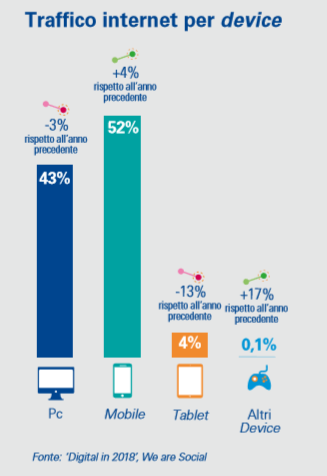 Traffico internet per device
+4%
rispetto all'anno
precedente
-3%
rispetto all'anno
precedente
52%
43%
-13%
rispetto all'anno
precedente
+17%
rispetto all'anno
precedente
4%
0,1%
Pc
Mobile
Tablet
Altri
Device
Fonte: 'Digital in 2018', We are Social